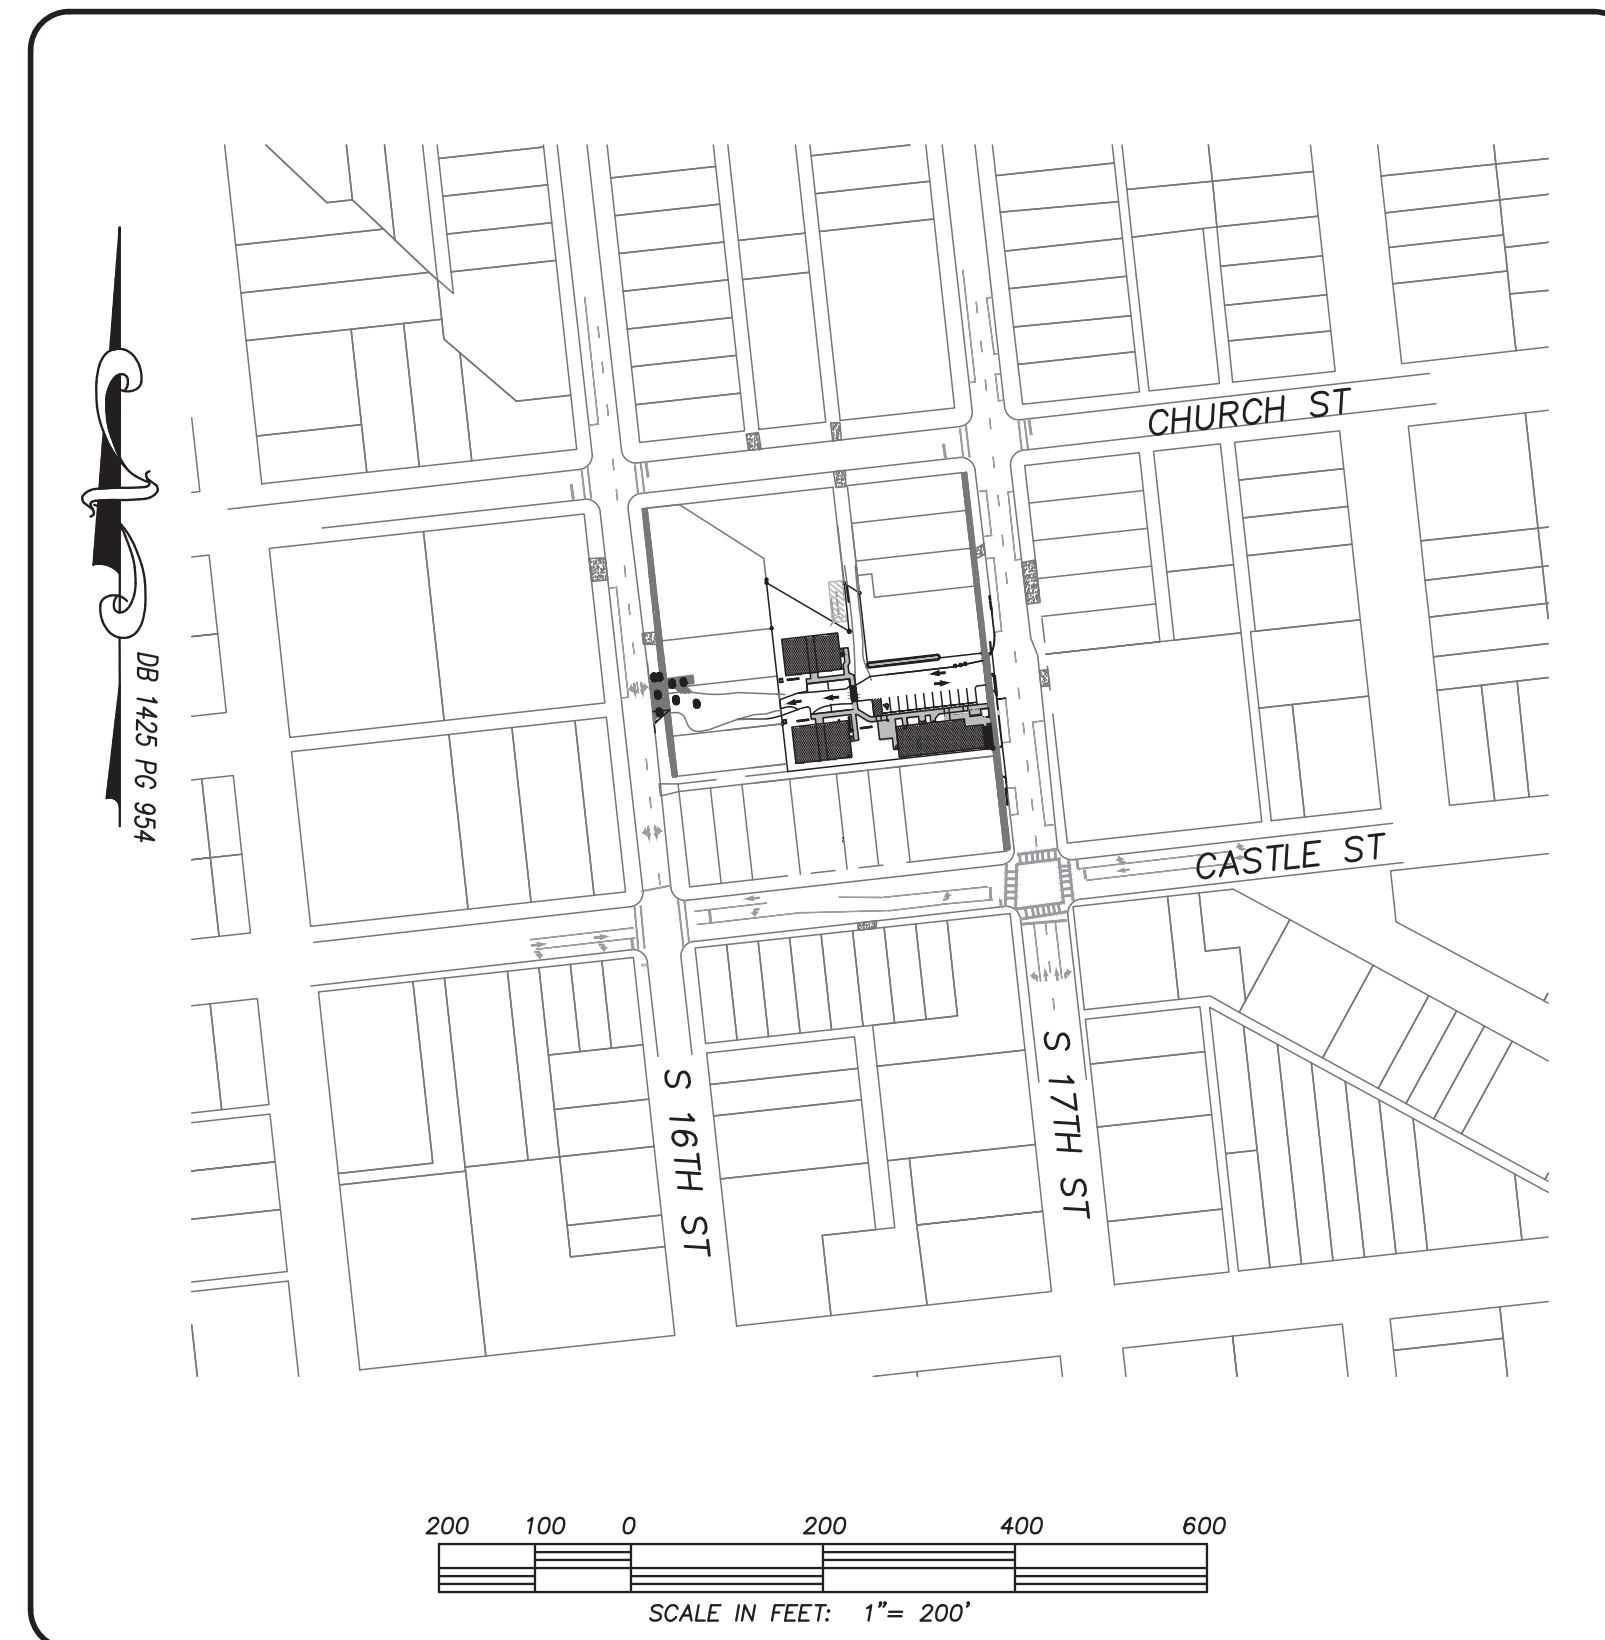 CHURCH ST
DB 1425 PG 954
CASTLE ST
S 16TH ST
S 17TH ST
200 100 0 200 400 600
SCALE IN FEET: 1"= 200'